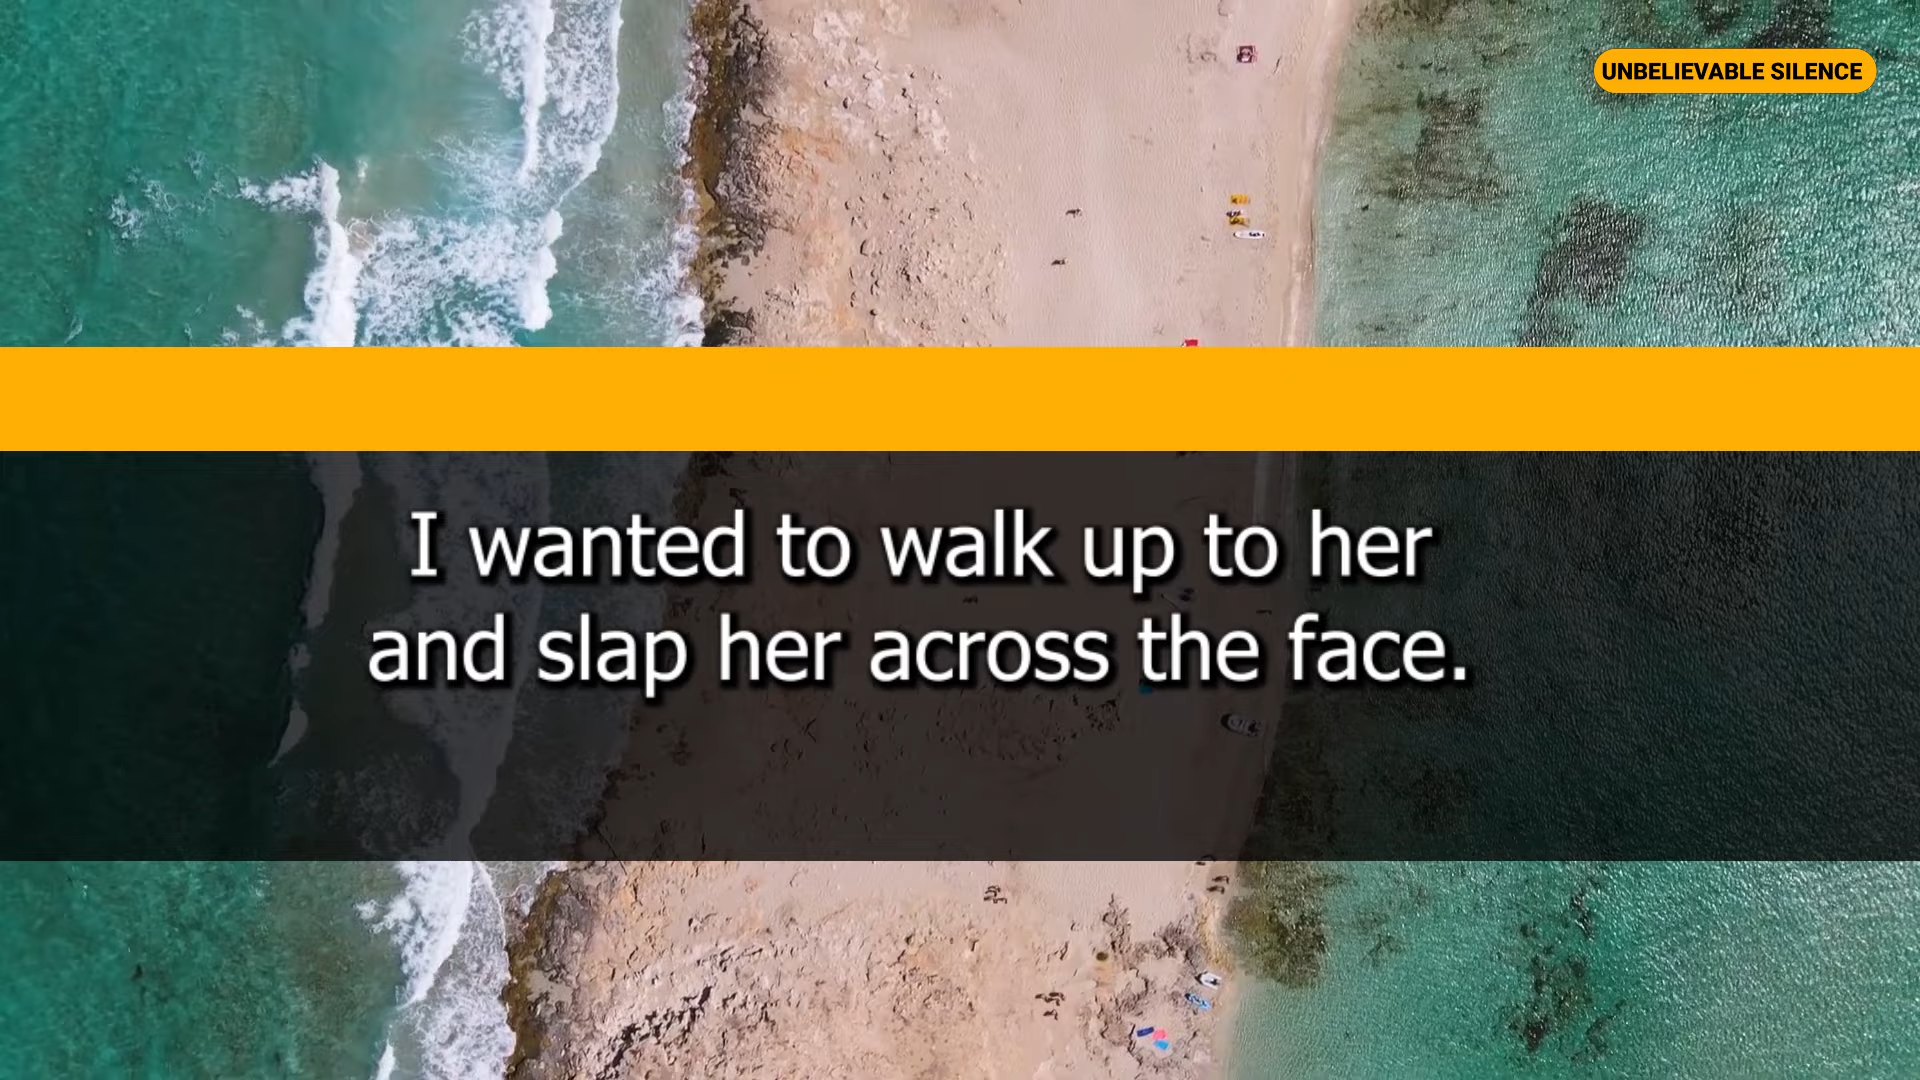 UNBELIEVABLE SILENCE
I wanted to walk up to her
and slap her across the face.